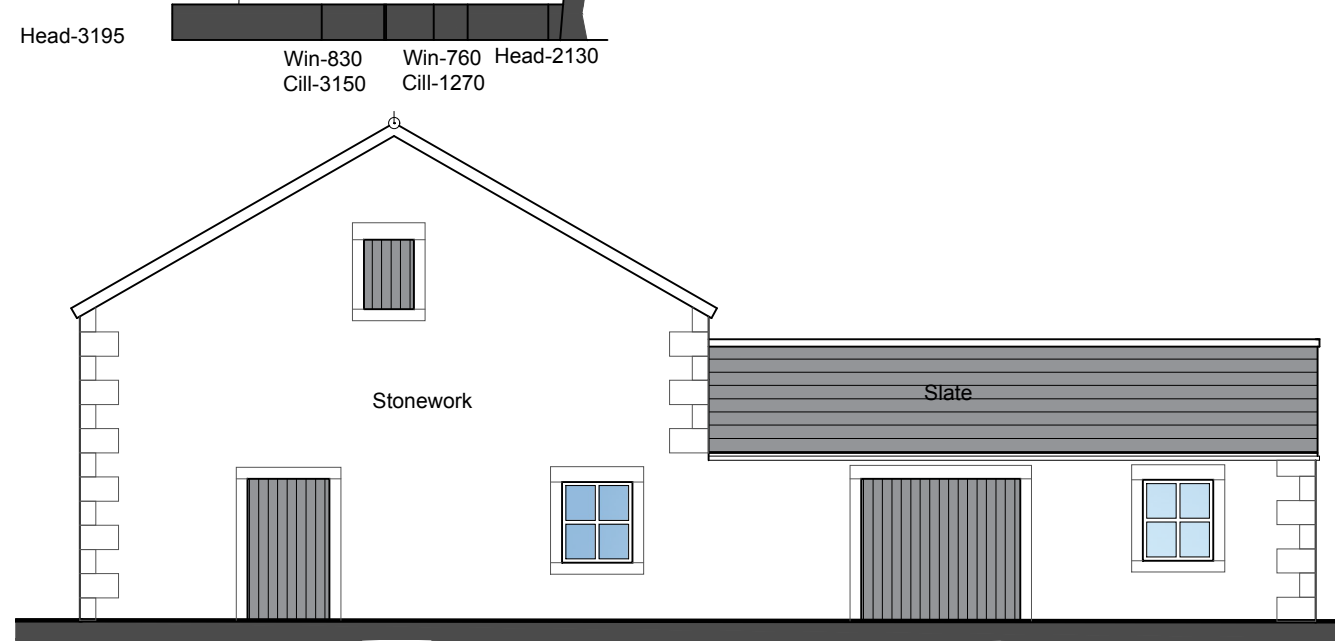 Head-3195
Win-830
Cill-3150
Win-760
Cill-1270
Head-2130
Stonework
Slate